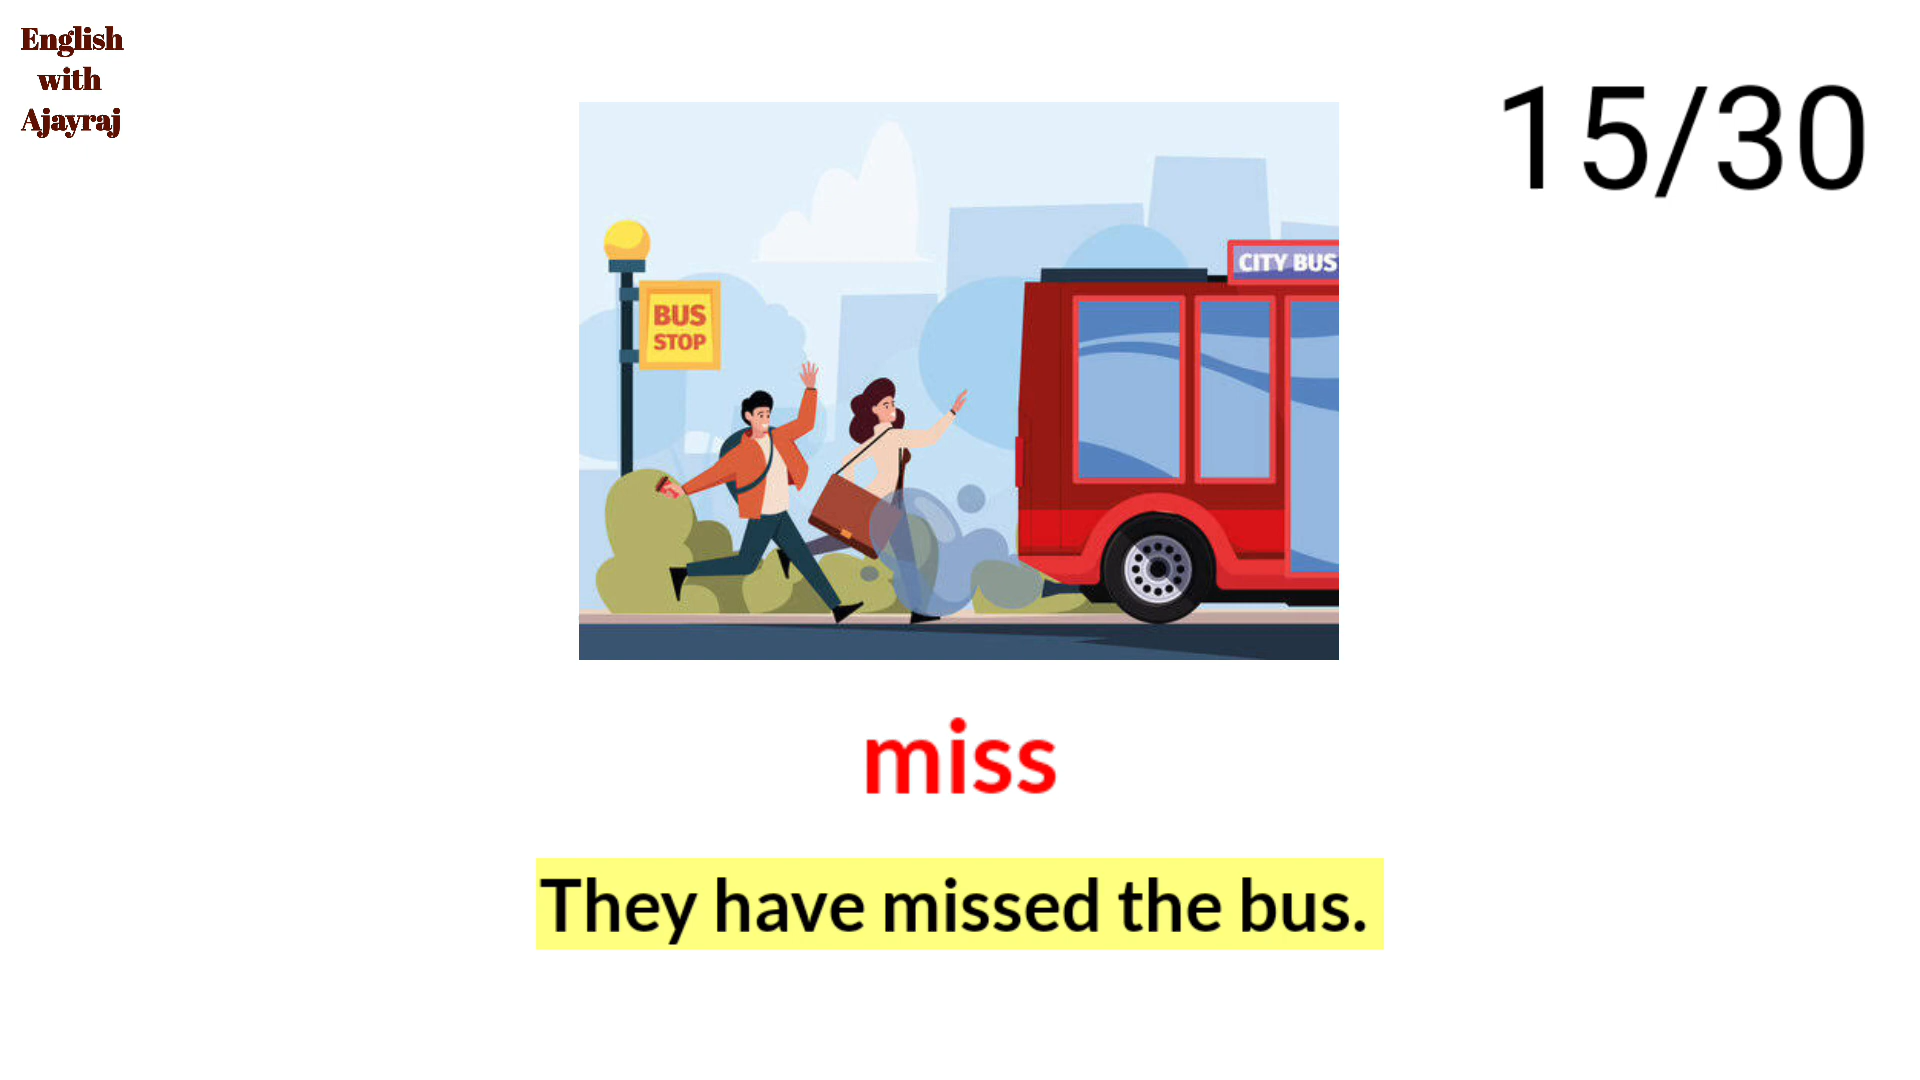 English
with
Ajayraj
15/30
CITY BUS
BUS
STOP
miss
They have missed the bus.